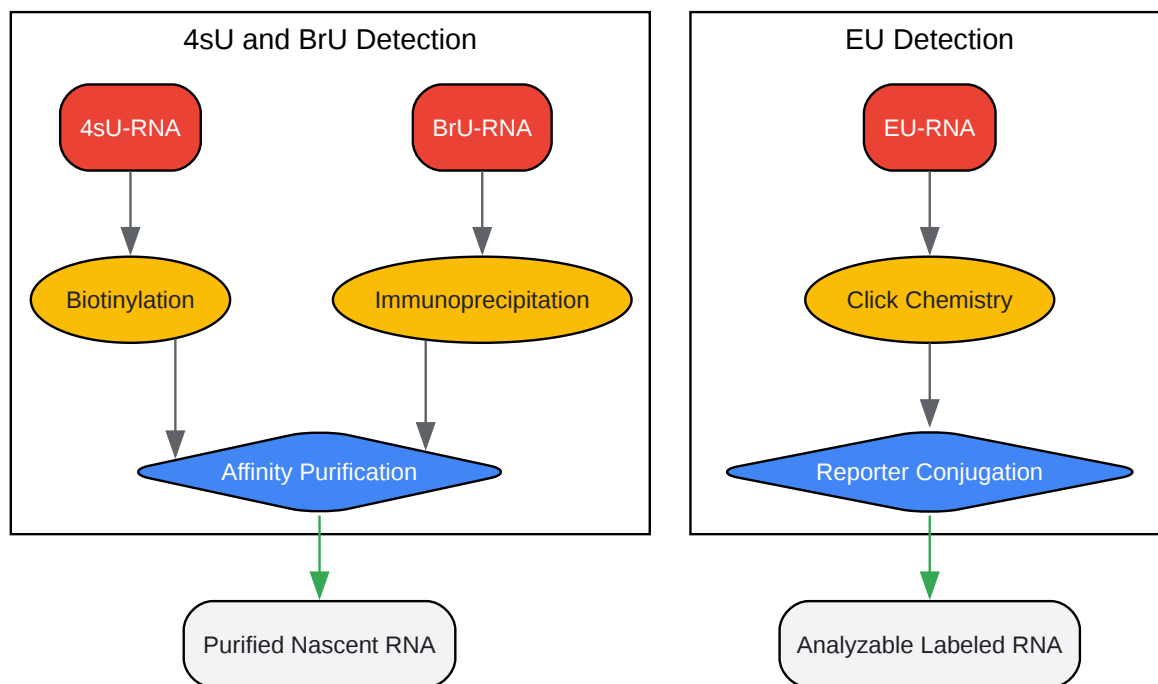 4sU and BrU Detection
4sU-RNA
BrU-RNA
Biotinylation
Immunoprecipitation
Affinity Purification
Purified Nascent RNA
EU Detection
EU-RNA
Click Chemistry
Reporter Conjugation
Analyzable Labeled RNA